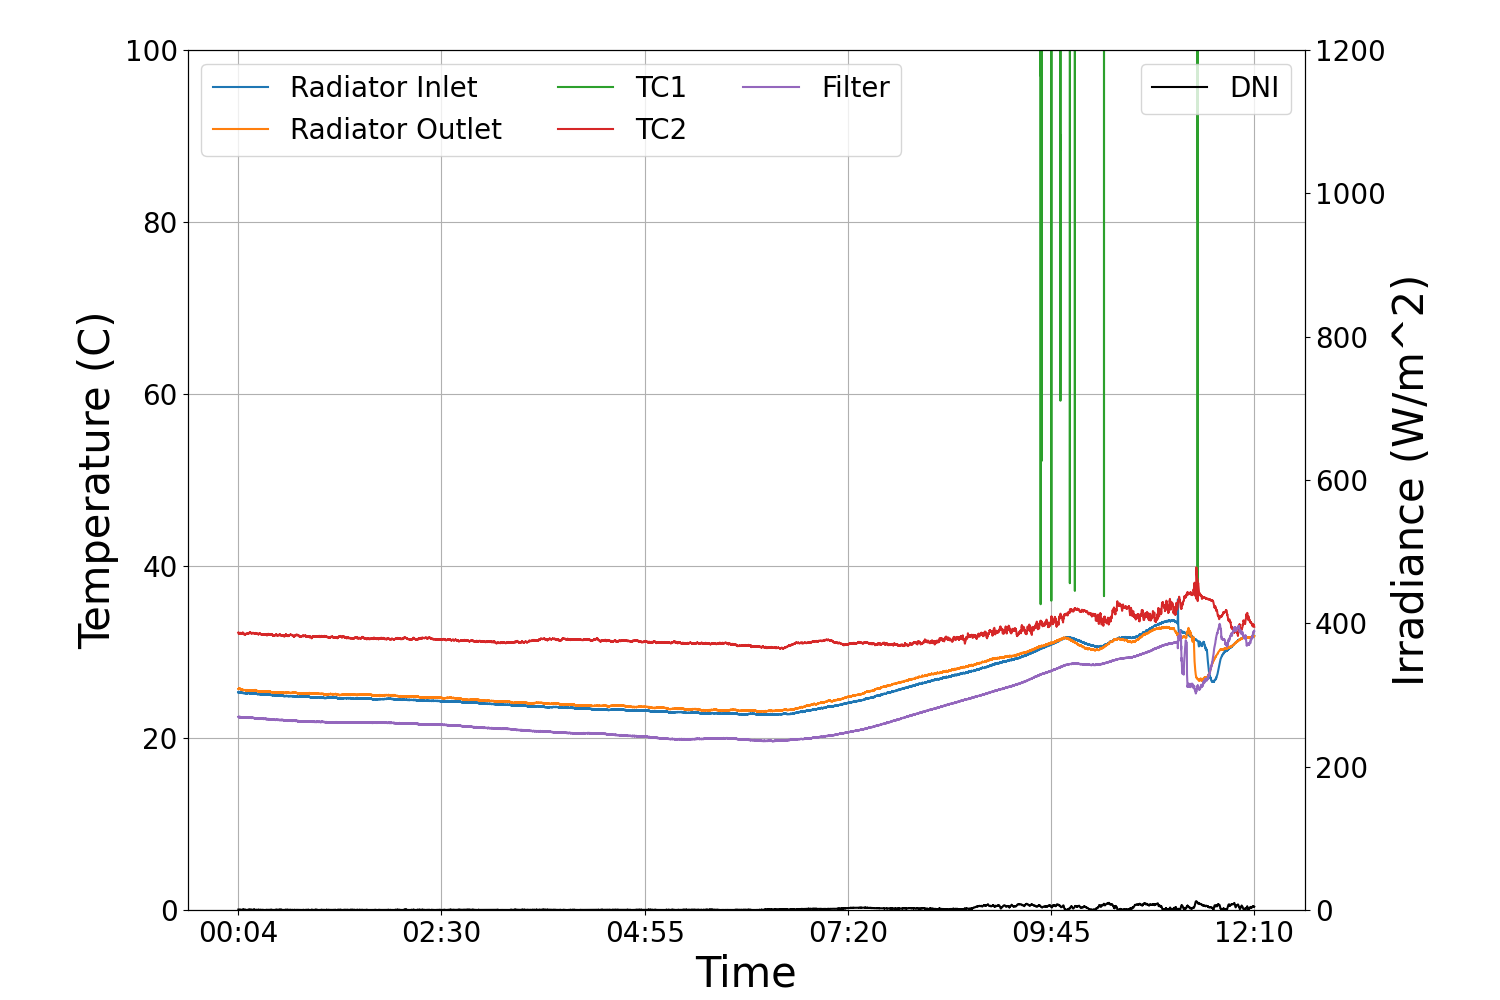 Radiator Inlet
Radiator Outlet
TC1
TC2
Filter
DNI
Temperature (C)
100
80
60
40
20
0
1200
1000
800
600
400
200
0
Irradiance (W/m^2)
00:04
02:30
04:55
07:20
09:45
12:10
Time